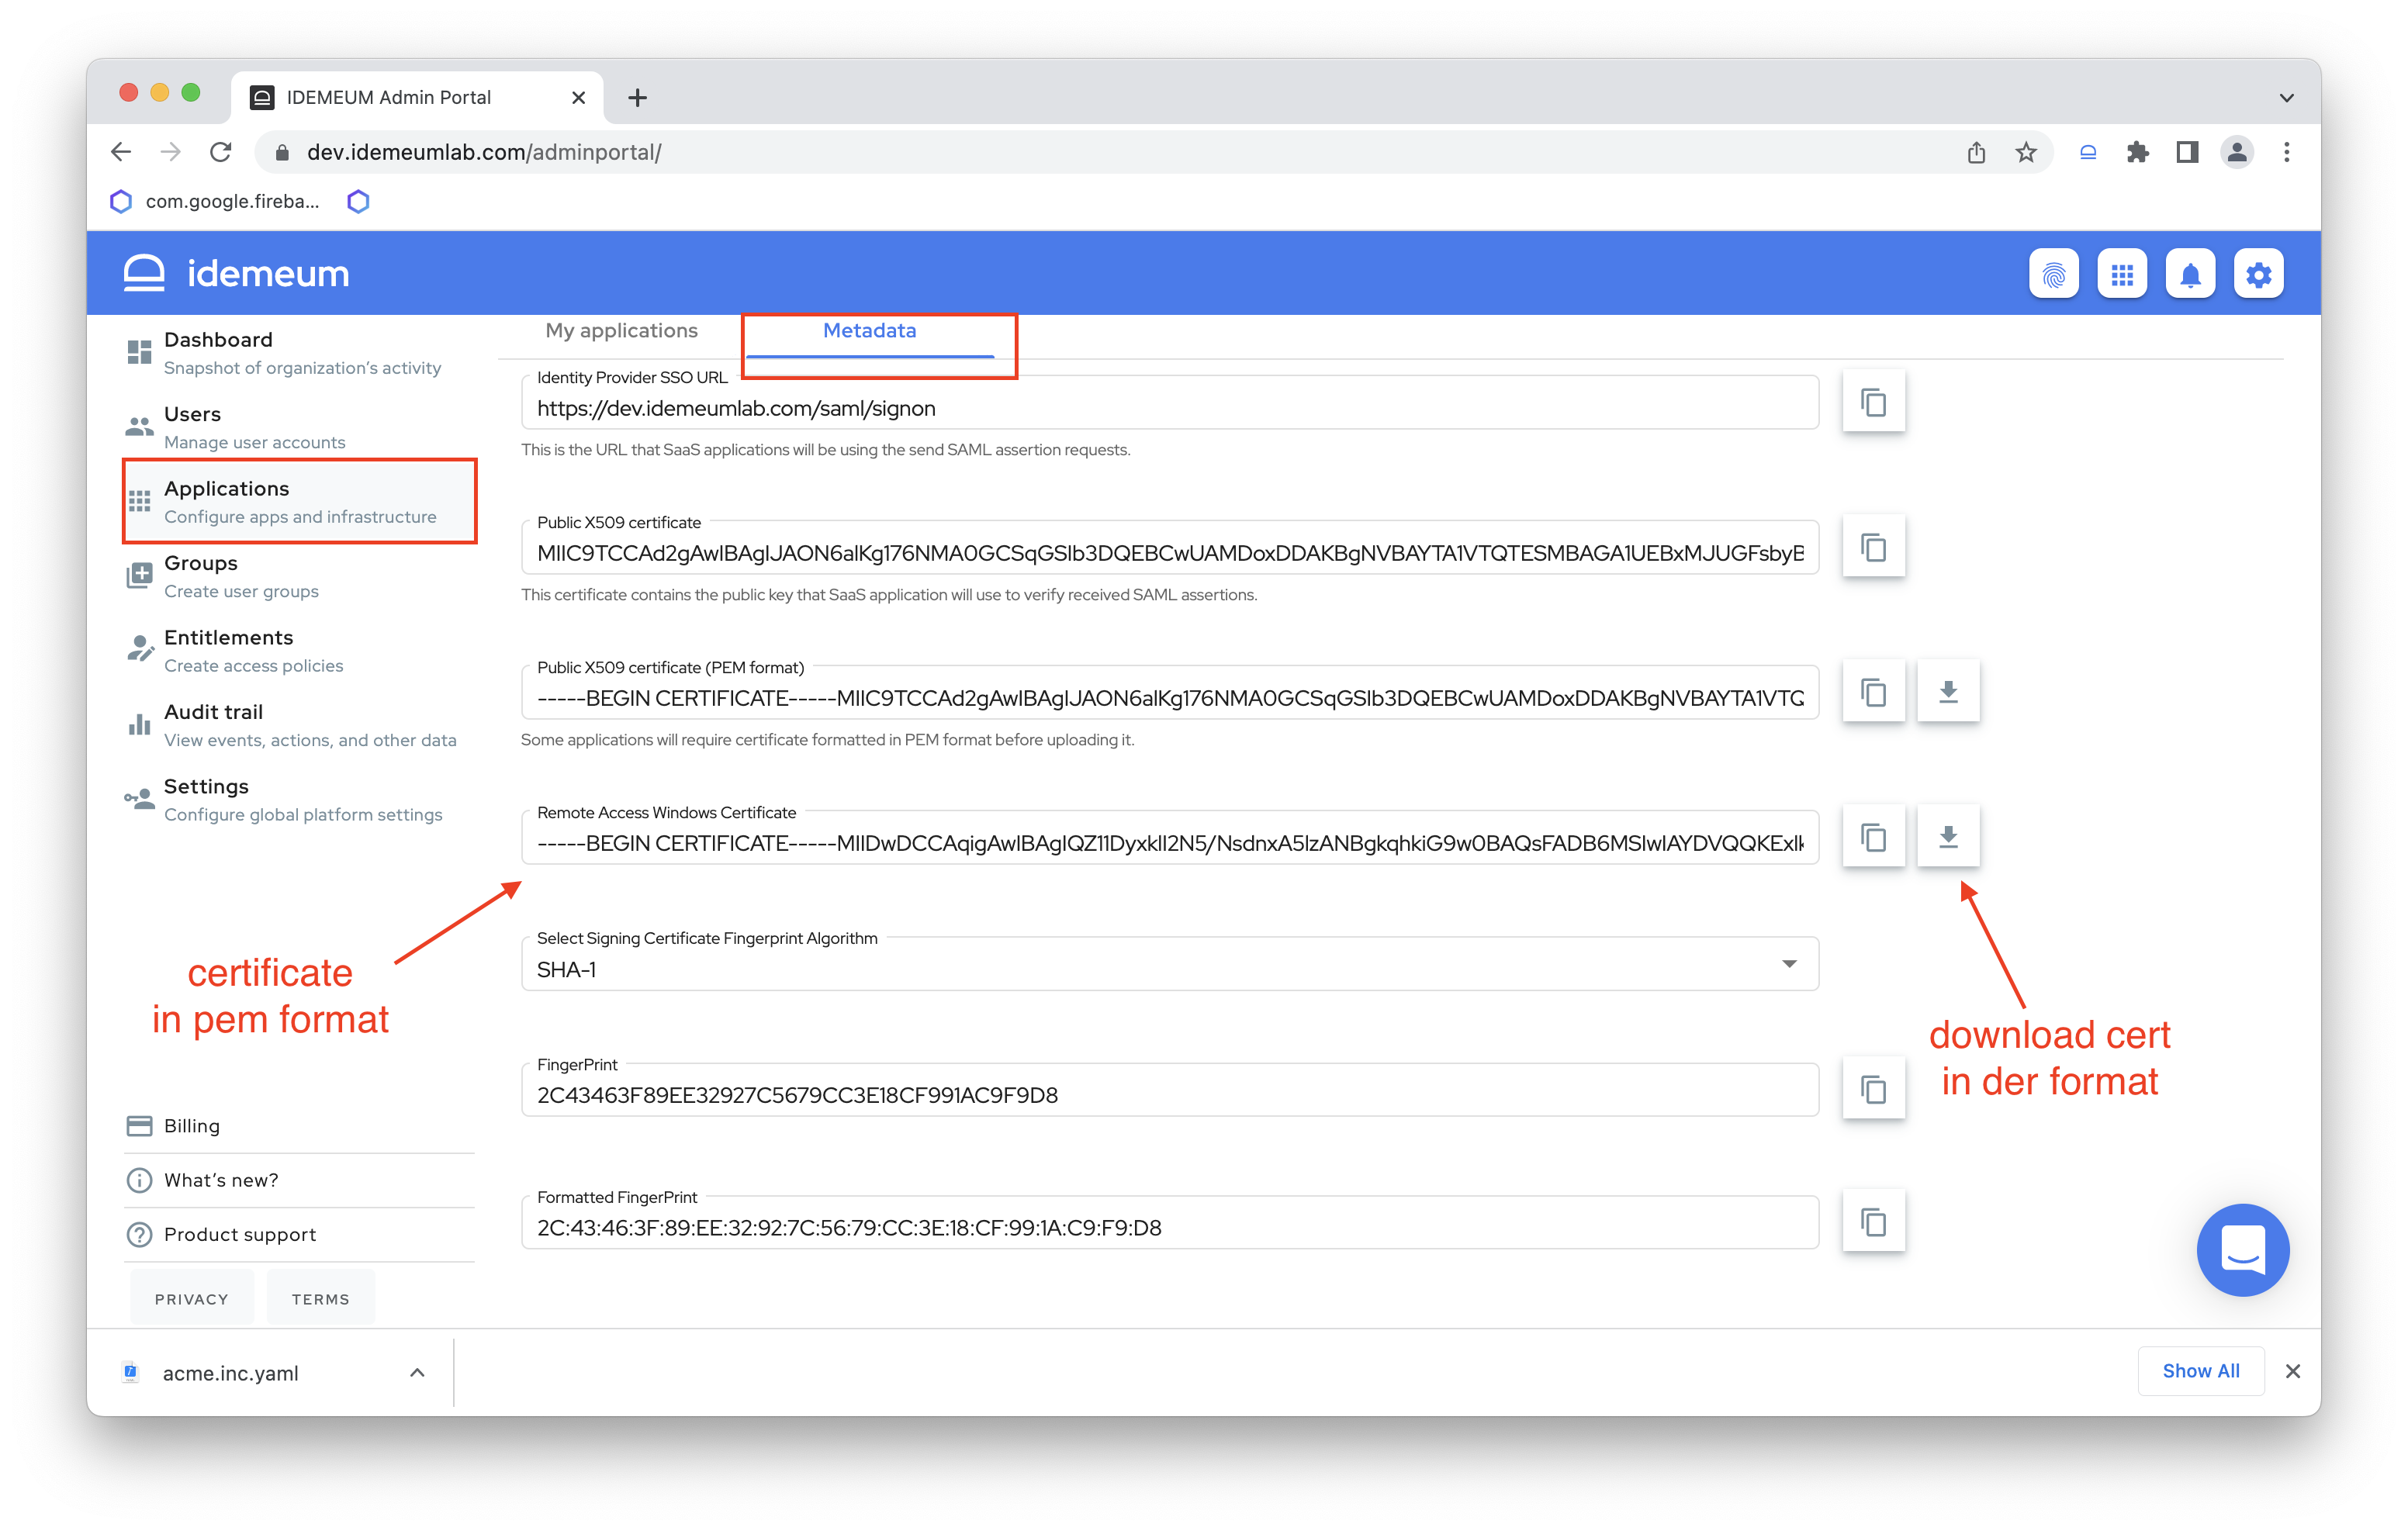 IDEMEUM Admin Portal
dev.idemeumlab.com/adminportal/
com.google.fireba...
idemeum
Dashboard
Snapshot of organization's activity
Users
Manage user accounts
Applications
Configure apps and infrastructure
Groups
Create user groups
Entitlements
Create access policies
Audit trail
View events, actions, and other data
Settings
Configure global platform settings
certificate
in pem format
Billing
What's new?
Product support
PRIVACY TERMS
My applications Metadata
Identity Provider SSO URL
https://dev.idemeumlab.com/saml/signon
This is the URL that SaaS applications will be using the send SAML assertion requests.
Public X509 certificate
MIIC9TCCAd2gAwIBAgIJAON6alKg176NMA0GCSqGSIb3DQEBCwUAMDoxDDAKBgNVBAYTA1VTQTESMBAGA1UEBxMJUGFsbyB
This certificate contains the public key that SaaS application will use to verify received SAML assertions.
Public X509 certificate (PEM format)
-----BEGIN CERTIFICATE-----MIIC9TCCAd2gAwIBAgIJAON6alKg176NMA0GCSqGSIb3DQEBCwUAMDoxDDAKBgNVBAYTA1VTQ
Some applications will require certificate formatted in PEM format before uploading it.
Remote Access Windows Certificate
-----BEGIN CERTIFICATE-----MIIDwDCCAqigAwIBAgIQZ11DyxklI2N5/NsdnxA5lzANBgkqhkiG9w0BAQsFADB6MSIwIAYDVQQKExlk
Select Signing Certificate Fingerprint Algorithm
SHA-1
FingerPrint
2C43463F89EE32927C5679CC3E18CF991AC9F9D8
Formatted FingerPrint
2C:43:46:3F:89:EE:32:92:7C:56:79:CC:3E:18:CF:99:1A:C9:F9:D8
download cert
in der format
acme.inc.yaml
Show All